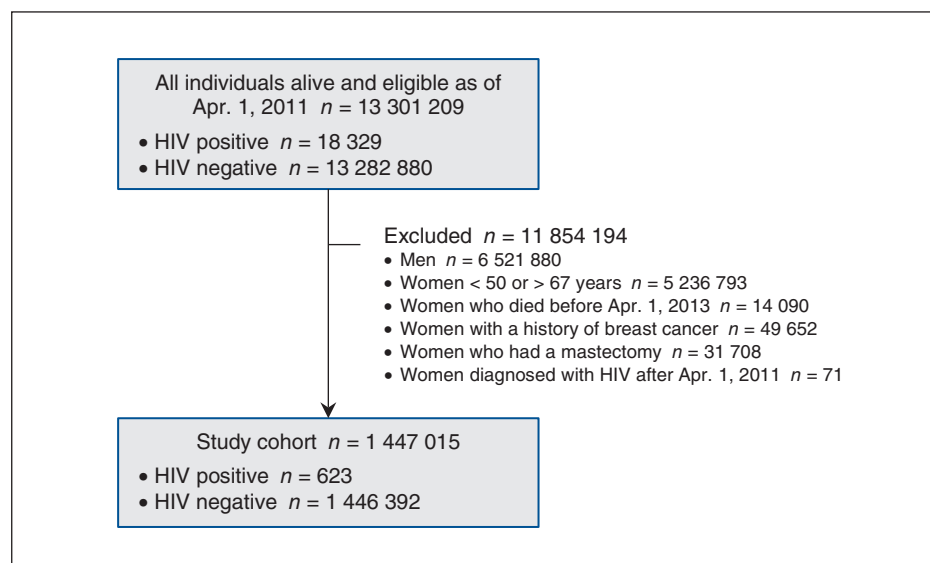 All individuals alive and eligible as of
Apr. 1, 2011 n = 13 301 209
• HIV positive n = 18 329
• HIV negative n = 13 282 880
Excluded n = 11 854 194
• Men n = 6 521 880
• Women < 50 or > 67 years n = 5 236 793
• Women who died before Apr. 1, 2013 n = 14 090
• Women with a history of breast cancer n = 49 652
• Women who had a mastectomy n = 31 708
• Women diagnosed with HIV after Apr. 1, 2011 n = 71
Study cohort n = 1 447 015
• HIV positive n = 623
• HIV negative n = 1 446 392